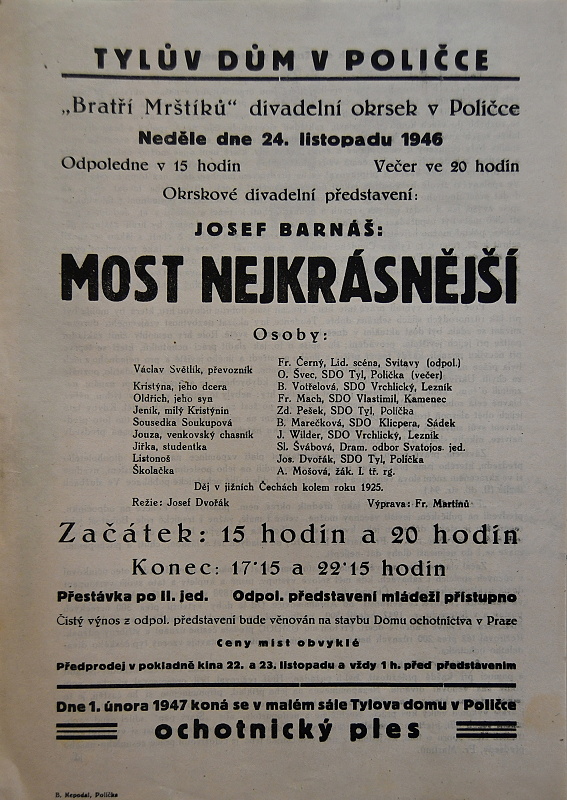 TYLŮV DŮM V POLIČCE
„Bratří Mrštíků“ divadelní okrsek v Poličce
Neděle dne 24. listopadu 1946
Odpoledne v 15 hodin Večer ve 20 hodin
Okrskové divadelní představení:
JOSEF BARNÁŠ:
MOST NEJKRÁSNĚJŠÍ
Osoby:
Václav Světlík, převozník Fr. Černý, Lid. scéna, Svitavy (odpol.)
O. Švec, SDO Tyl, Polička (večer)
Kristýna, jeho dcera B. Votřelová, SDO Vrchlický, Lezník
Oldřich, jeho syn Fr. Mach, SDO Vlastimil, Kamenec
Jeník, milý Kristýnin Zd. Pešek, SDO Tyl, Polička
Sousedka Soukupová B. Marečková, SDO Klicpera, Sádek
Jouza, venkovský chasník J. Wilder, SDO Vrchlický, Lezník
Jiřka, studentka Sl. Švábová, Dram. odbor Svatojos. jed.
Listonoš Jos. Dvořák, SDO Tyl, Polička
Školačka A. Mošová, žák. I. tř. rg.
Děj v jižních Čechách kolem roku 1925.
Režie: Josef Dvořák Výprava: Fr. Martinů
Začátek: 15 hodin a 20 hodin
Konec: 17˙15 a 22˙15 hodin
Přestávka po II. jed. Odpol. představení mládeži přístupno
Čistý výnos z odpol. představení bude věnován na stavbu Domu ochotnictva v Praze
Ceny míst obvyklé
Předprodej v pokladně kina 22. a 23. listopadu a vždy 1 h. před představením
Dne 1. února 1947 koná se v malém sále Tylova domu v Poličce
ochotnický ples
B. Kepodal, Polička